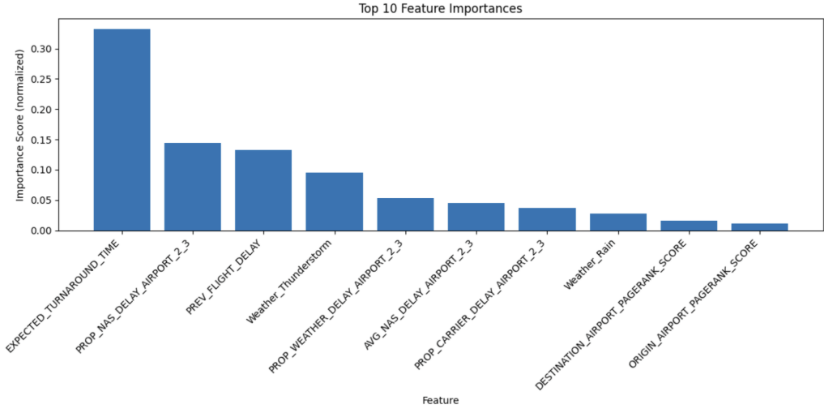 Top 10 Feature Importances
Importance Score (normalized)
0.30
0.25
0.20
0.15
0.10
0.05
0.00
EXPECTED_TURNAROUND_TIME
PROP_NAS_DELAY_AIRPORT_2_3
PREV_FLIGHT_DELAY
Weather_Thunderstorm
PROP_WEATHER_DELAY_AIRPORT_2_3
AVG_NAS_DELAY_AIRPORT_2_3
PROP_CARRIER_DELAY_AIRPORT_2_3
Weather_Rain
DESTINATION_AIRPORT_PAGERANK_SCORE
ORIGIN_AIRPORT_PAGERANK_SCORE
Feature